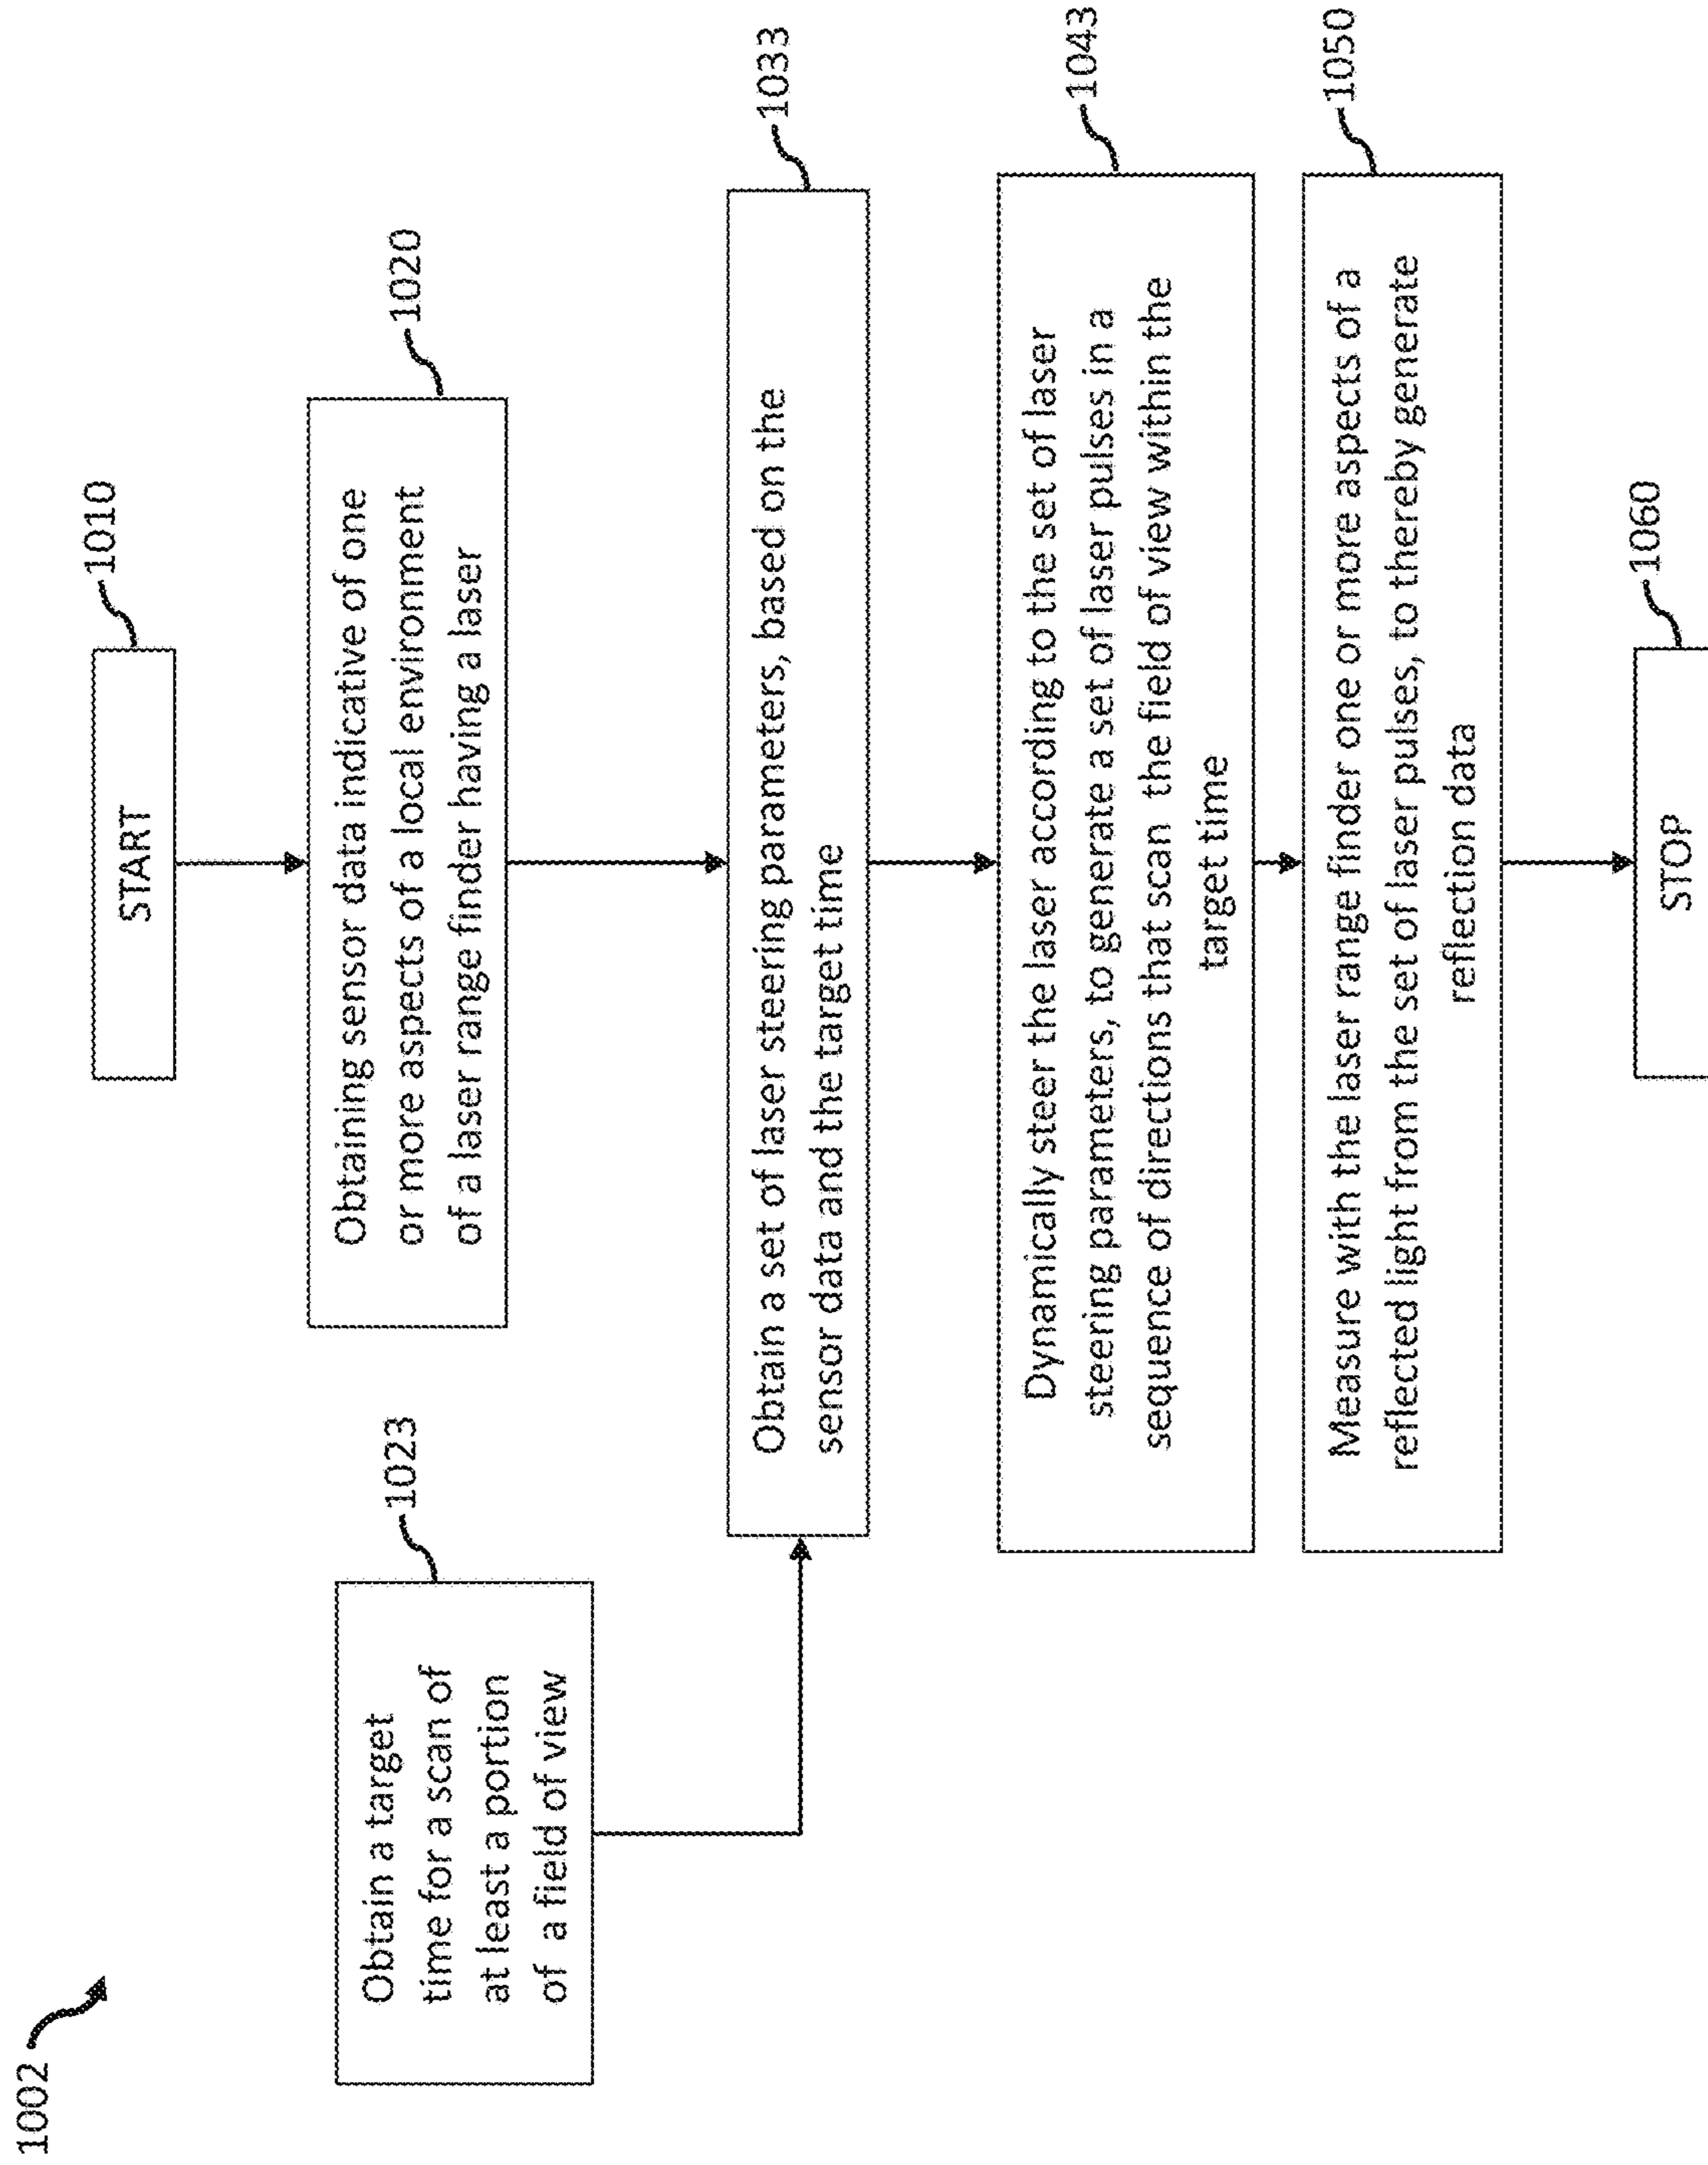 1002
START
1010
Obtaining sensor data indicative of one
or more aspects of a local environment
of a laser range finder having a laser
1020
Obtain a target
time for a scan of
at least a portion
of a field of view
1023
Obtain a set of laser steering parameters, based on the
sensor data and the target time
1033
Dynamically steer the laser according to the set of laser
steering parameters, to generate a set of laser pulses in a
sequence of directions that scan the field of view within the
target time
1043
Measure with the laser range finder one or more aspects of a
reflected light from the set of laser pulses, to thereby generate
reflection data
1050
STOP
1060